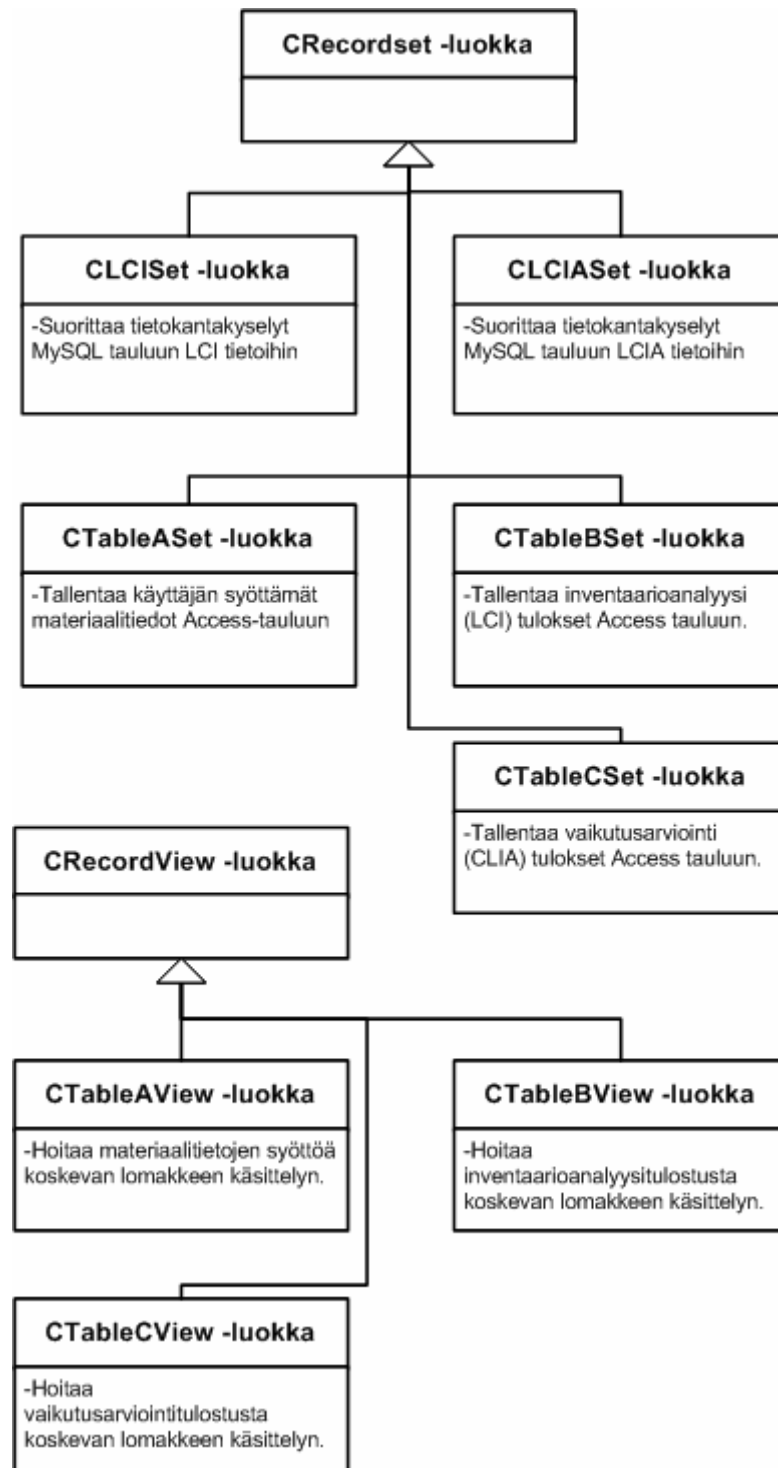 CRecordset -luokka
CLCISet -luokka
-Suorittaa tietokantakyselyt
MySQL tauluun LCI tietoihin
CLCIASet -luokka
-Suorittaa tietokantakyselyt
MySQL tauluun LCIA tietoihin
CTableASet -luokka
-Tallentaa käyttäjän syöttämät
materiaalitiedot Access-tauluun
CTableBSet -luokka
-Tallentaa inventaarioanalyysi
(LCI) tulokset Access tauluun.
CTableCSet -luokka
-Tallentaa vaikutusarviointi
(CLIA) tulokset Access tauluun.
CRecordView -luokka
CTableAView -luokka
-Hoitaa materiaalitietojen syöttöä
koskevan lomakkeen käsittelyn.
CTableBView -luokka
-Hoitaa
inventaarioanalyysitulostusta
koskevan lomakkeen käsittelyn.
CTableCView -luokka
-Hoitaa
vaikutusarviointitulostusta
koskevan lomakkeen käsittelyn.